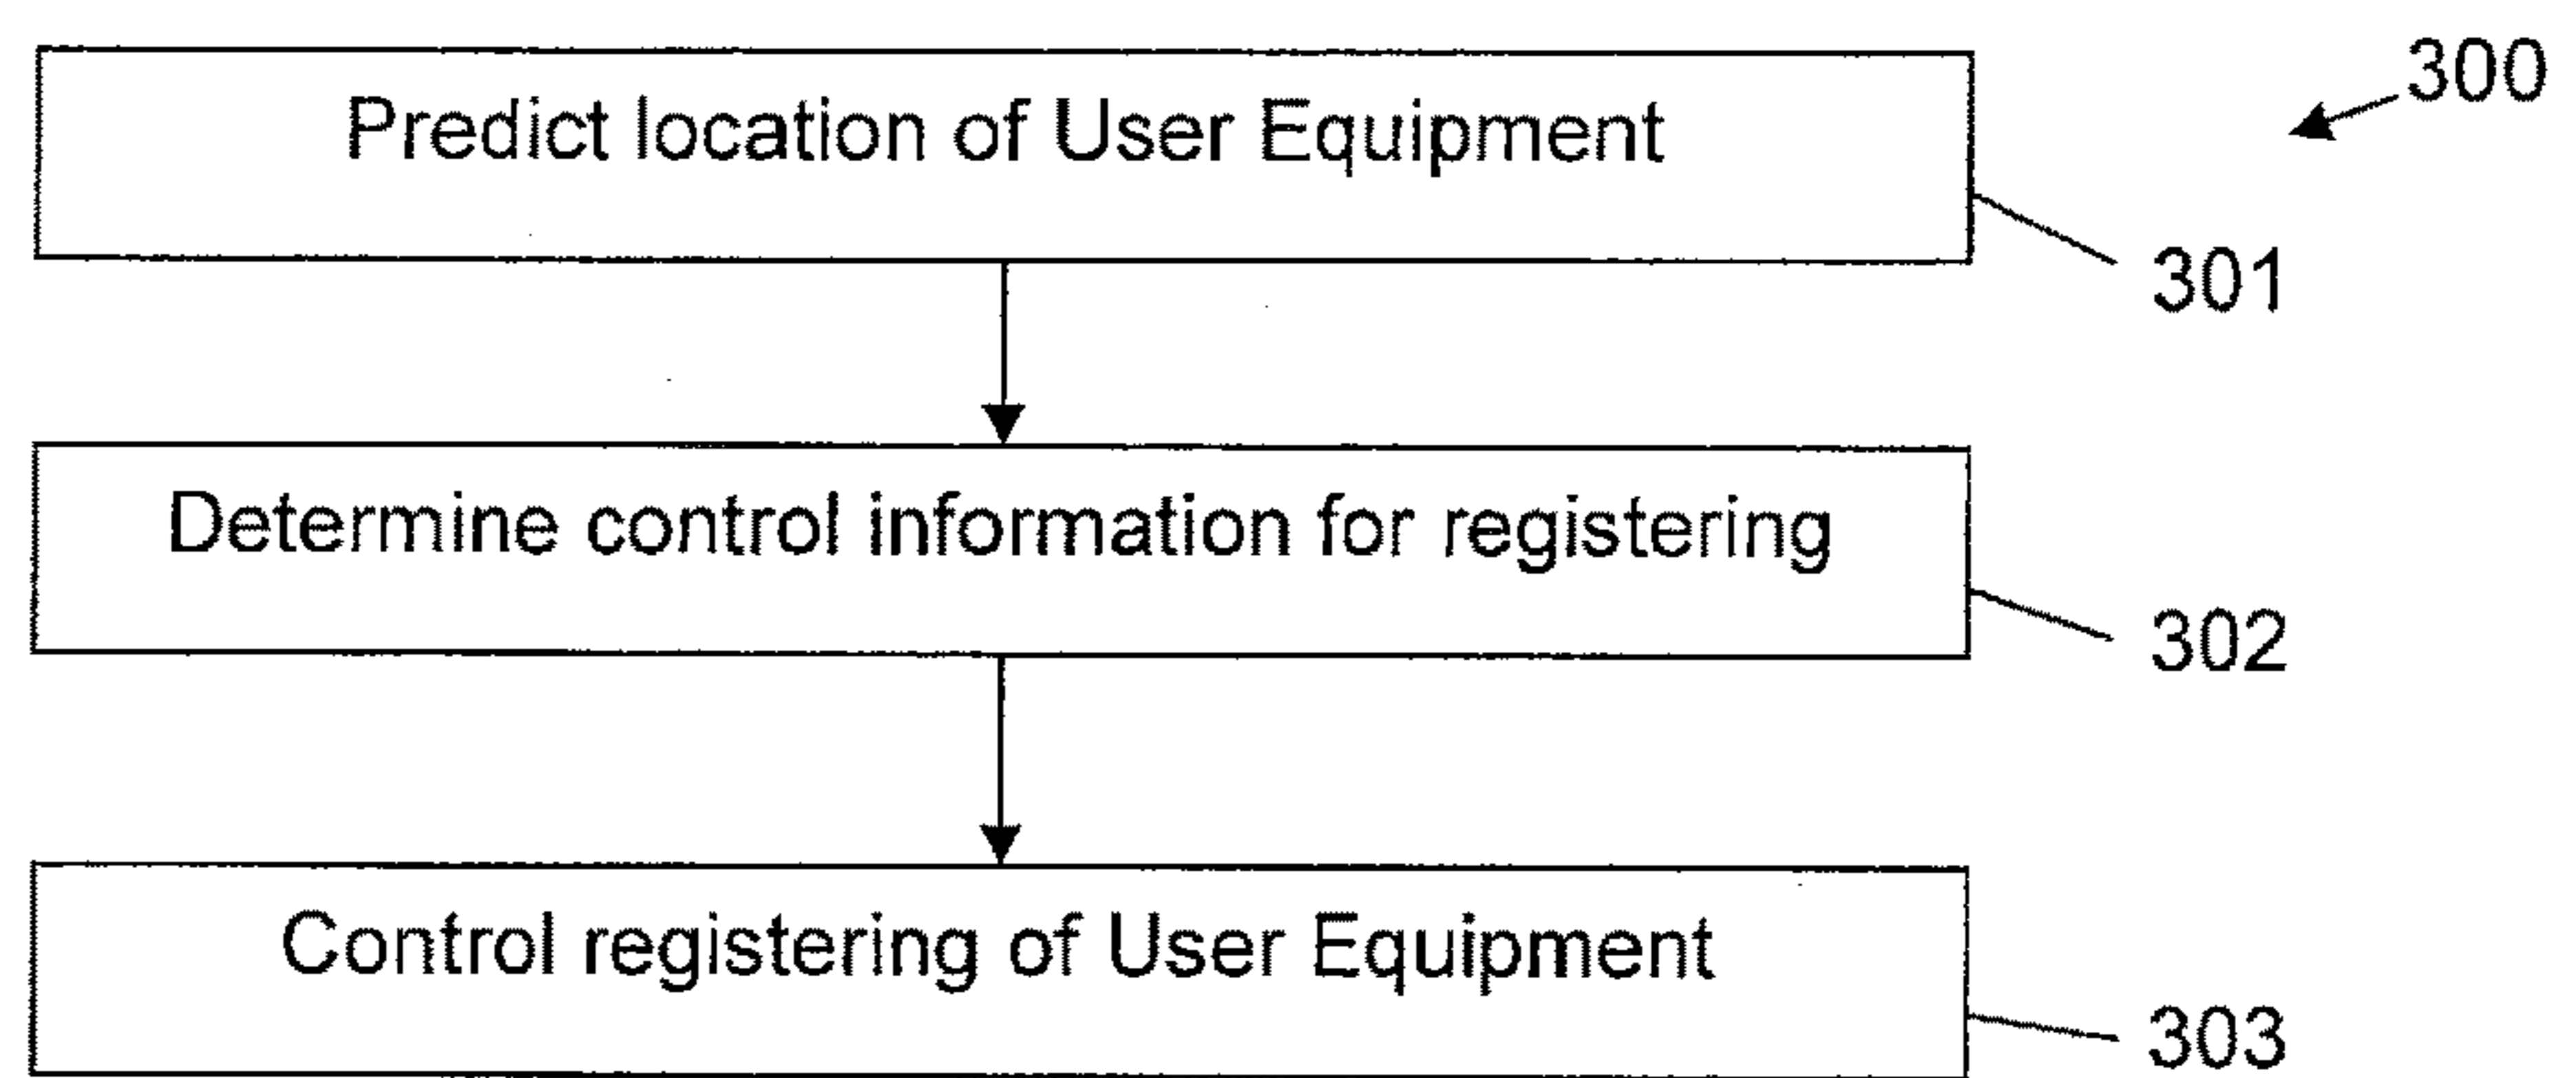 300
Predict location of User Equipment
301
Determine control information for registering
302
Control registering of User Equipment
303